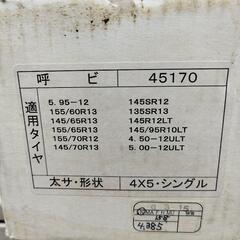 呼ビ 45170
適用タイヤ
5.95-12 145SR12
155/60R13 135SR13
145/65R13 145R12LT
155/65R13 145/95R10LT
155/70R12 4.50-12ULT
145/70R13 5.00-12ULT
太サ・形状 4X5・シングル